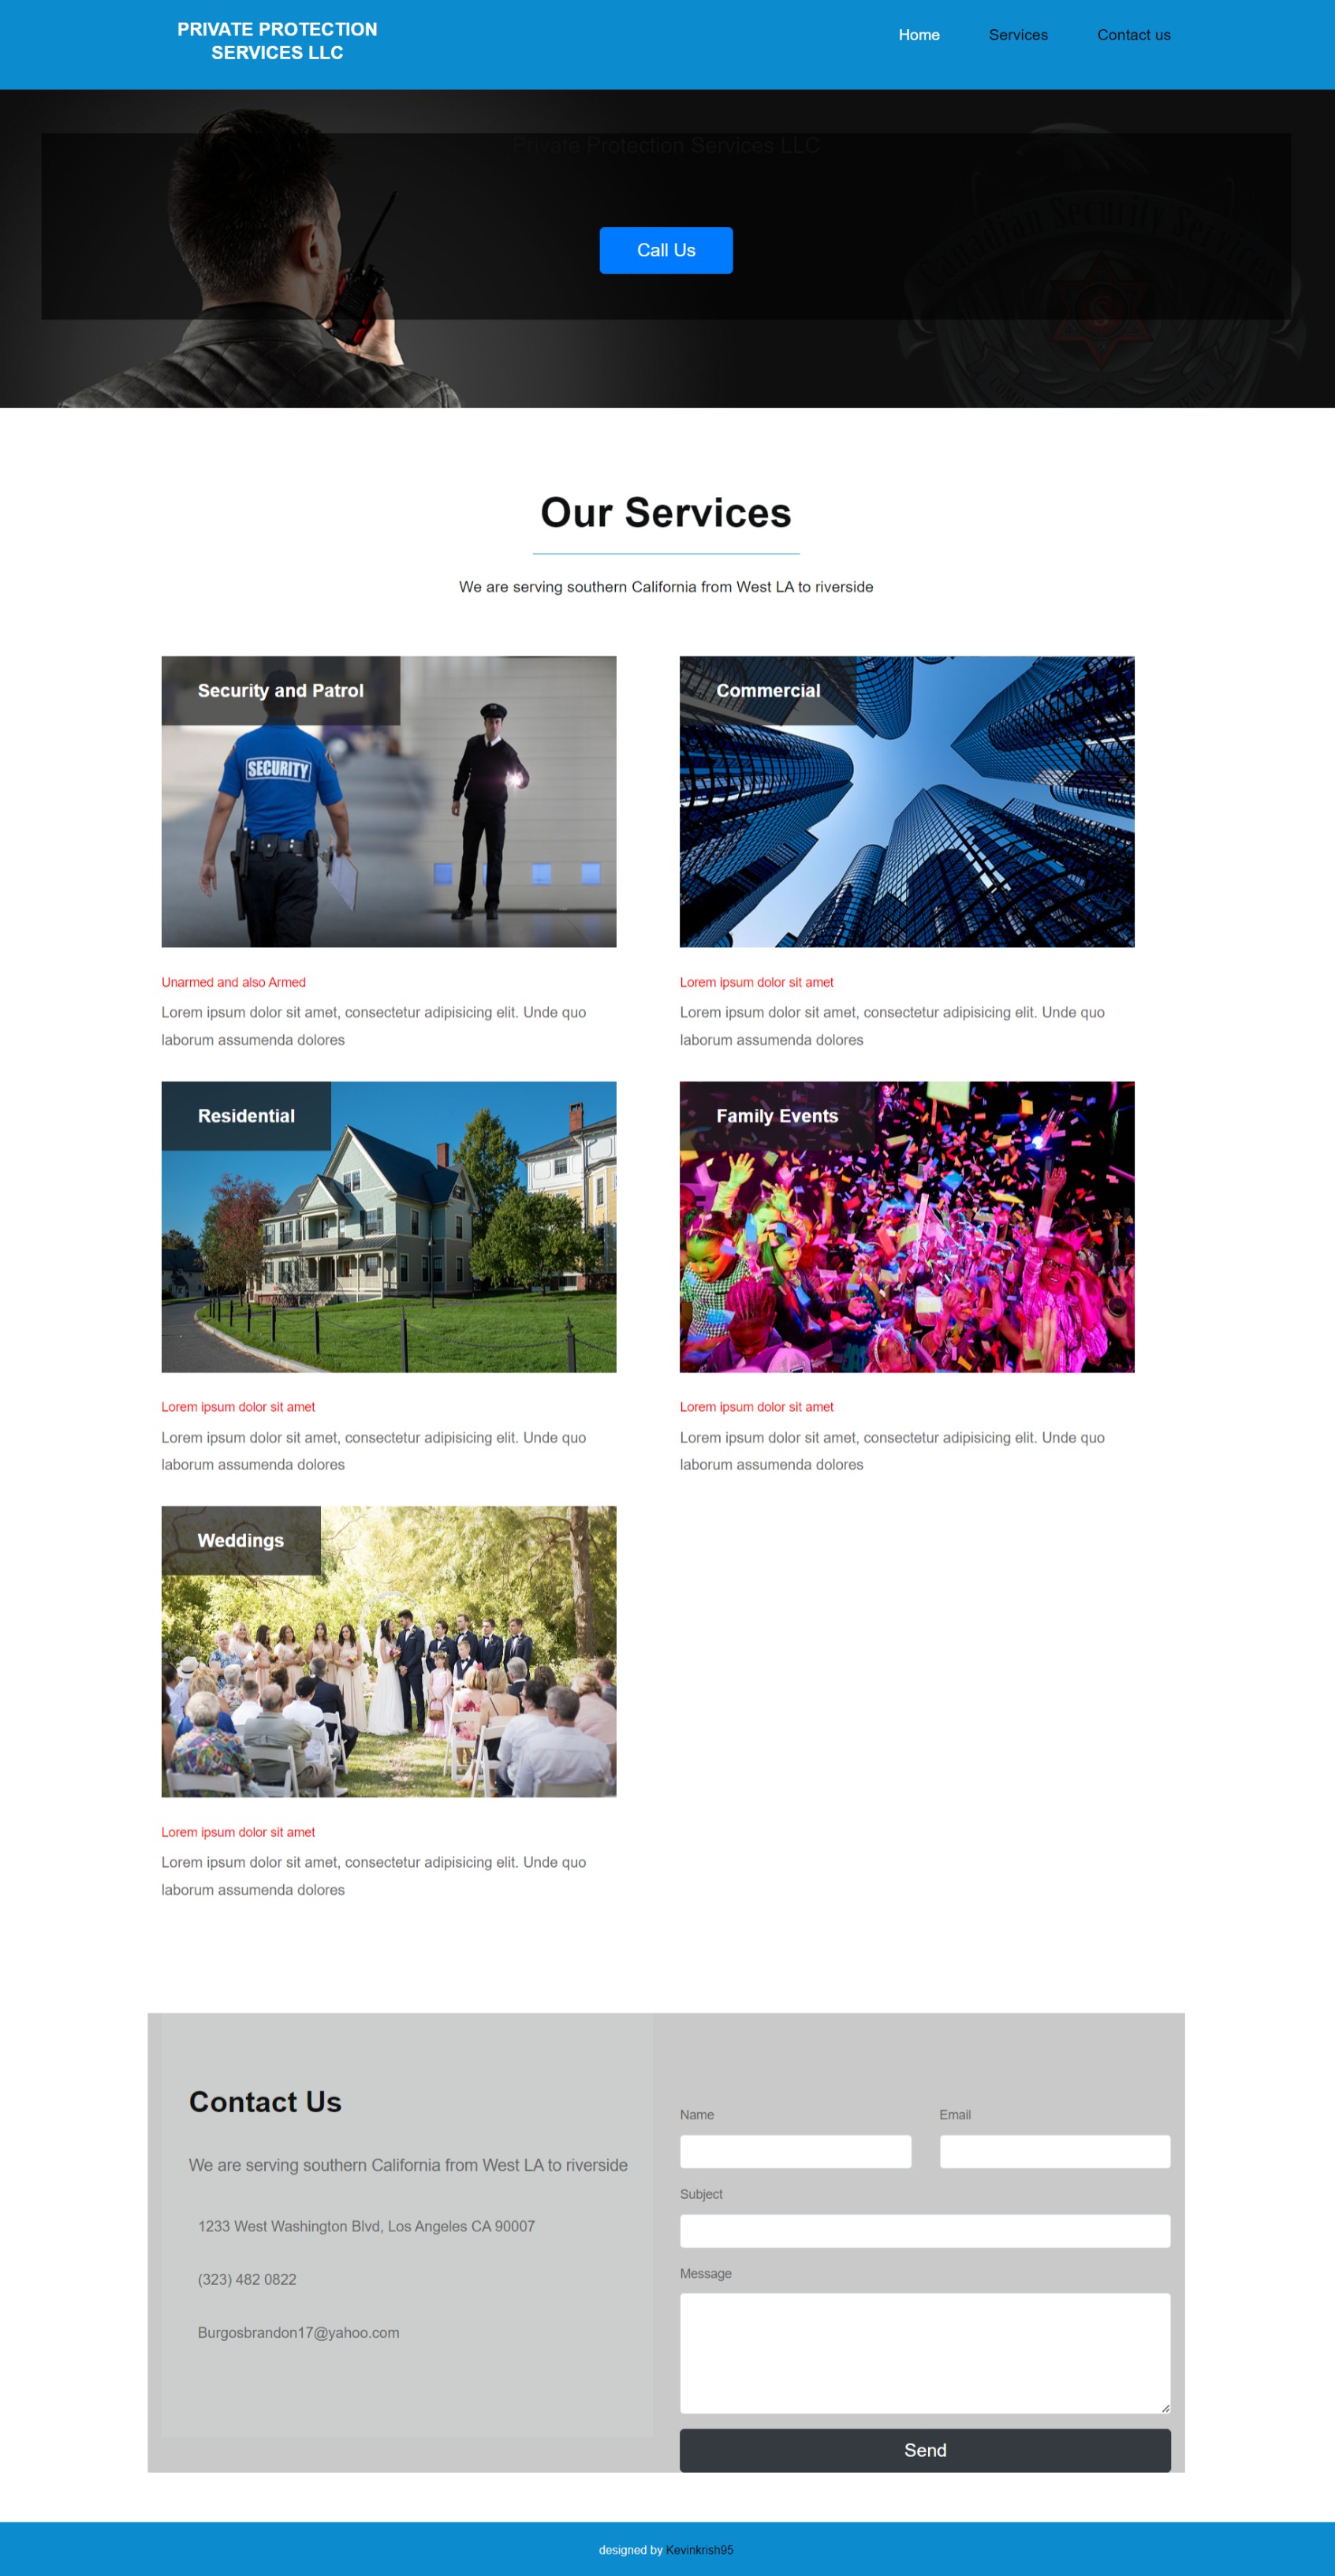 PRIVATE PROTECTION
SERVICES LLC
Home
Services
Contact us
Private Protection Services LLC
Canadian Security Services
S
Call Us
Our Services
We are serving southern California from West LA to riverside
Security and Patrol
SECURITY
Commercial
Unarmed and also Armed
Lorem ipsum dolor sit amet, consectetur adipisicing elit. Unde quo
laborum assumenda dolores
Lorem ipsum dolor sit amet
Lorem ipsum dolor sit amet, consectetur adipisicing elit. Unde quo
laborum assumenda dolores
Residential
Family Events
Lorem ipsum dolor sit amet
Lorem ipsum dolor sit amet, consectetur adipisicing elit. Unde quo
laborum assumenda dolores
Lorem ipsum dolor sit amet
Lorem ipsum dolor sit amet, consectetur adipisicing elit. Unde quo
laborum assumenda dolores
Weddings
Lorem ipsum dolor sit amet
Lorem ipsum dolor sit amet, consectetur adipisicing elit. Unde quo
laborum assumenda dolores
Contact Us
We are serving southern California from West LA to riverside
1233 West Washington Blvd, Los Angeles CA 90007
(323) 482 0822
Burgosbrandon17@yahoo.com
Name
Email
Subject
Message
Send
designed by Kevinkrish95